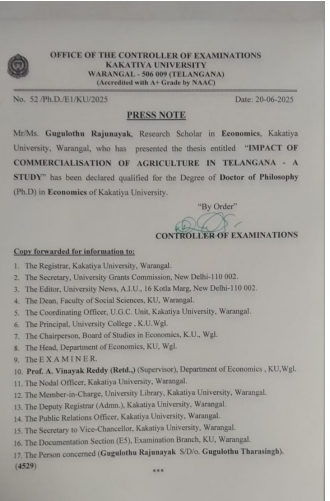 OFFICE OF THE CONTROLLER OF EXAMINATIONS
KAKATIYA UNIVERSITY
WARANGAL - 506 009 (TELANGANA)
(Accredited with A+ Grade by NAAC)
No. 52 /Ph.D./E1/KU/2025 Date: 20-06-2025
PRESS NOTE
Mr/Ms. Gugulothu Rajunayak, Research Scholar in Economics, Kakatiya
University, Warangal, who has presented the thesis entitled "IMPACT OF
COMMERCIALISATION OF AGRICULTURE IN TELANGANA - A
STUDY" has been declared qualified for the Degree of Doctor of Philosophy
(Ph.D) in Economics of Kakatiya University.
"By Order"
CONTROLLER OF EXAMINATIONS
Copy forwarded for information to:
1. The Registrar, Kakatiya University, Warangal.
2. The Secretary, University Grants Commission, New Delhi-110 002.
3. The Editor, University News, A.I.U., 16 Kotla Marg, New Delhi-110 002.
4. The Dean, Faculty of Social Sciences, KU, Warangal.
5. The Coordinating Officer, U.G.C. Unit, Kakatiya University, Warangal.
6. The Principal, University College , K.U.Wgl.
7. The Chairperson, Board of Studies in Economics, K.U., Wgl.
8. The Head, Department of Economics, KU, Wgl.
9. The E X A M I N E R.
10. Prof. A. Vinayak Reddy (Retd.,) (Supervisor), Department of Economics , KU,Wgl.
11. The Nodal Officer, Kakatiya University, Warangal.
12. The Member-in-Charge, University Library, Kakatiya University, Warangal.
13. The Deputy Registrar (Admn.), Kakatiya University, Warangal.
14. The Public Relations Officer, Kakatiya University, Warangal.
15. The Secretary to Vice-Chancellor, Kakatiya University, Warangal.
16. The Documentation Section (E5), Examination Branch, KU, Warangal.
17. The Person concerned (Gugulothu Rajunayak S/D/o. Gugulothu Tharasingh).
(4529)
***